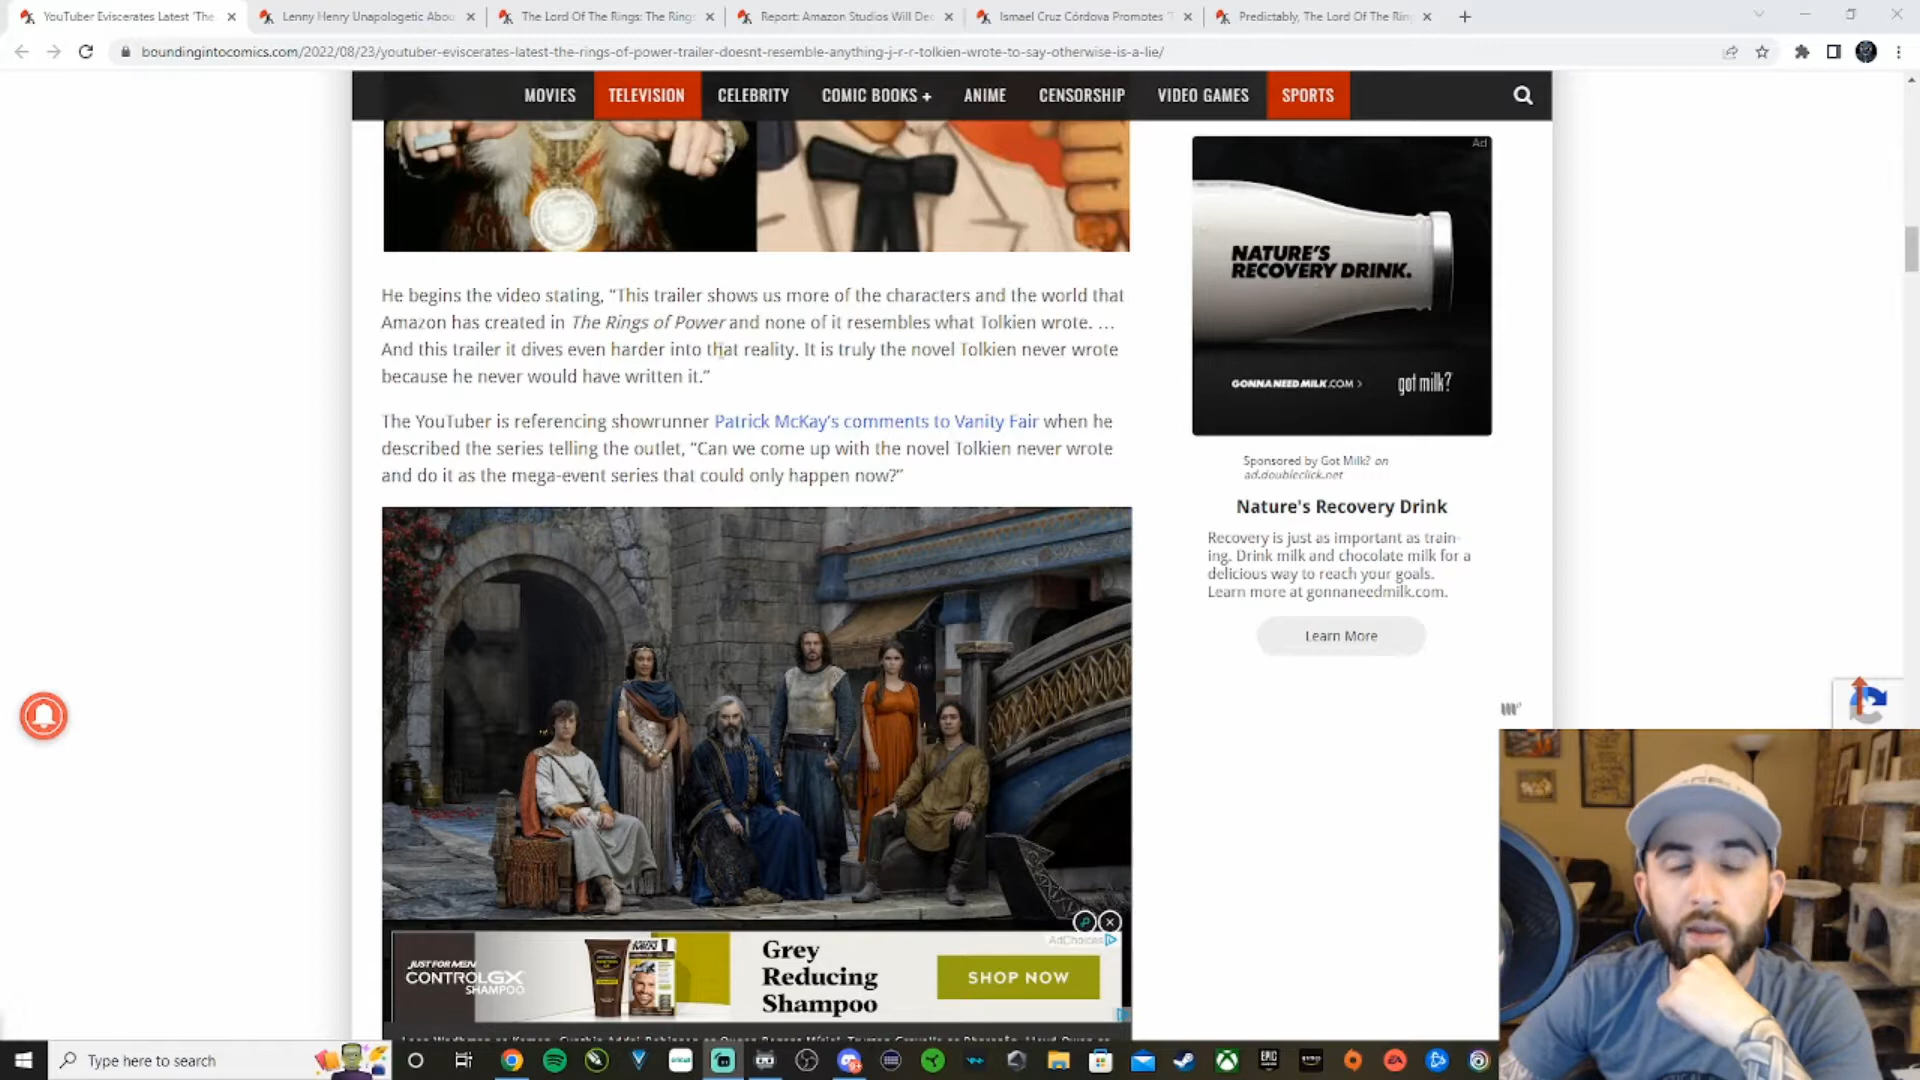 YouTuber Eviscerates Latest 'The
Lenny Henry Unapologetic Abou
The Lord Of The Rings: The Rings
Report: Amazon Studios Will Dec
Ismael Cruz Córdova Promotes 'T
Predictably, The Lord Of The Rin
boundingintocomics.com/2022/08/23/youtuber-eviscerates-latest-the-rings-of-power-trailer-doesnt-resemble-anything-j-r-r-tolkien-wrote-to-say-otherwise-is-a-lie/
MOVIES TELEVISION CELEBRITY COMIC BOOKS + ANIME CENSORSHIP VIDEO GAMES SPORTS
He begins the video stating, “This trailer shows us more of the characters and the world that
Amazon has created in The Rings of Power and none of it resembles what Tolkien wrote. …
And this trailer it dives even harder into that reality. It is truly the novel Tolkien never wrote
because he never would have written it.”
The YouTuber is referencing showrunner Patrick McKay’s comments to Vanity Fair when he
described the series telling the outlet, “Can we come up with the novel Tolkien never wrote
and do it as the mega-event series that could only happen now?”
Ad
NATURE'S
RECOVERY DRINK.
GONNANEEDMILK.COM >
got milk?
Sponsored by Got Milk? on
ad.doubleclick.net
Nature's Recovery Drink
Recovery is just as important as train-
ing. Drink milk and chocolate milk for a
delicious way to reach your goals.
Learn more at gonnaneedmilk.com.
Learn More
AdChoices
JUST FOR MEN
CONTROL GX
SHAMPOO
Grey
Reducing
Shampoo
SHOP NOW
Type here to search
EPIC
EA